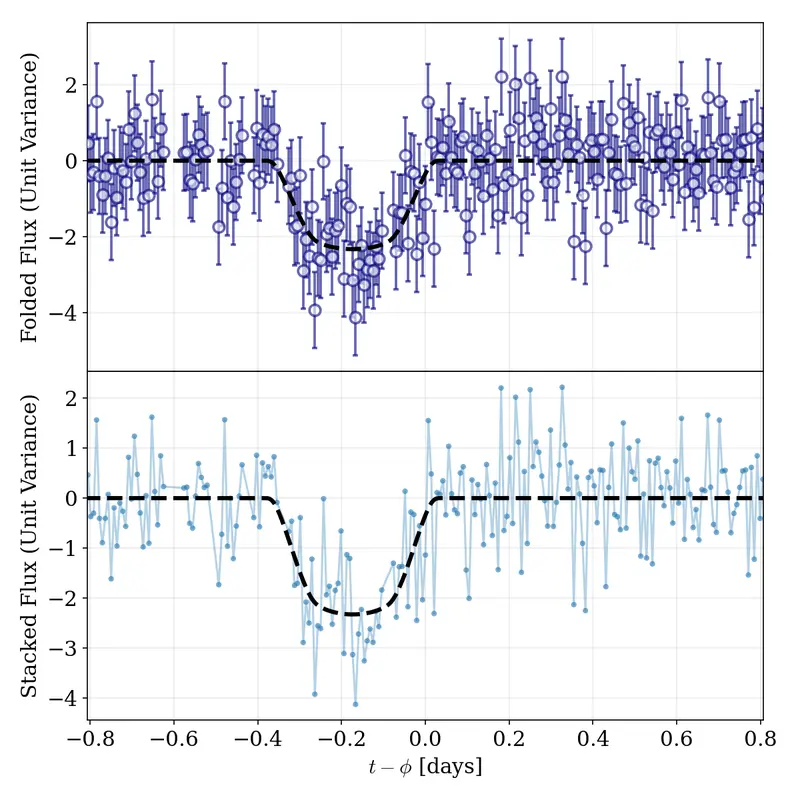 Folded Flux (Unit Variance)
2
0
−2
−4
Stacked Flux (Unit Variance)
2
1
0
−1
−2
−3
−4
−0.8 −0.6 −0.4 −0.2 0.0 0.2 0.4 0.6 0.8
t − ϕ [days]